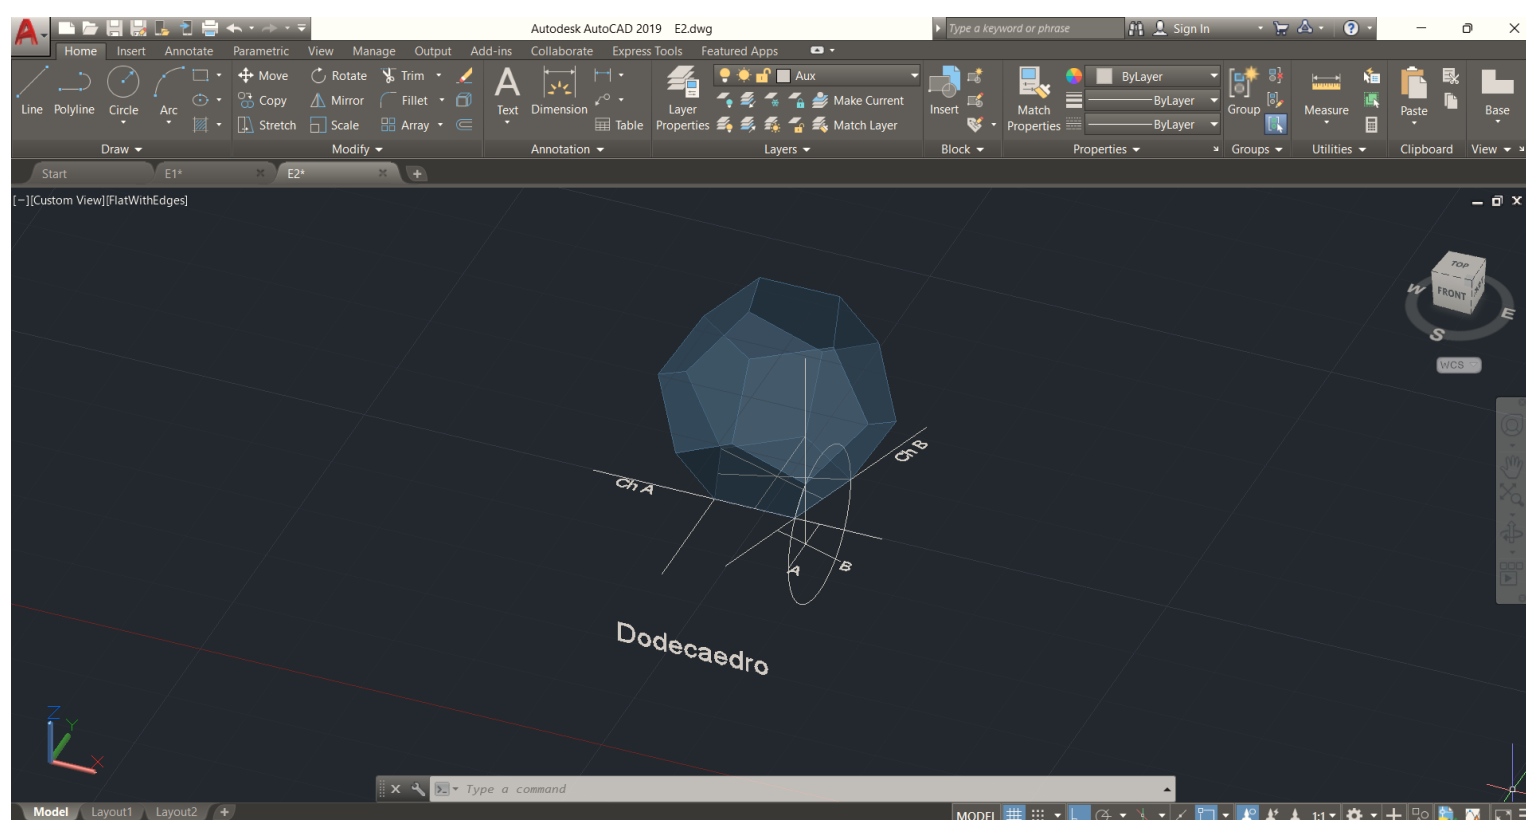 Autodesk AutoCAD 2019 E2.dwg
Type a keyword or phrase
Sign In
Home Insert Annotate Parametric View Manage Output Add-ins Collaborate Express Tools Featured Apps
Line Polyline Circle Arc
Move Rotate Trim
Copy Mirror Fillet
Stretch Scale Array
Text Dimension Table
Layer Properties
Aux
Make Current
Match Layer
Insert
Match Properties
ByLayer
ByLayer
ByLayer
Group Measure Paste Base
Draw Modify Annotation Layers Block Properties Groups Utilities Clipboard View
Start E1* E2*
[−][Custom View][FlatWithEdges]
TOP
FRONT
W
S
E
WCS
Ch A
Ch B
A
B
Dodecaedro
Z
Y
X
Type a command
Model Layout1 Layout2
MODEL 1:1